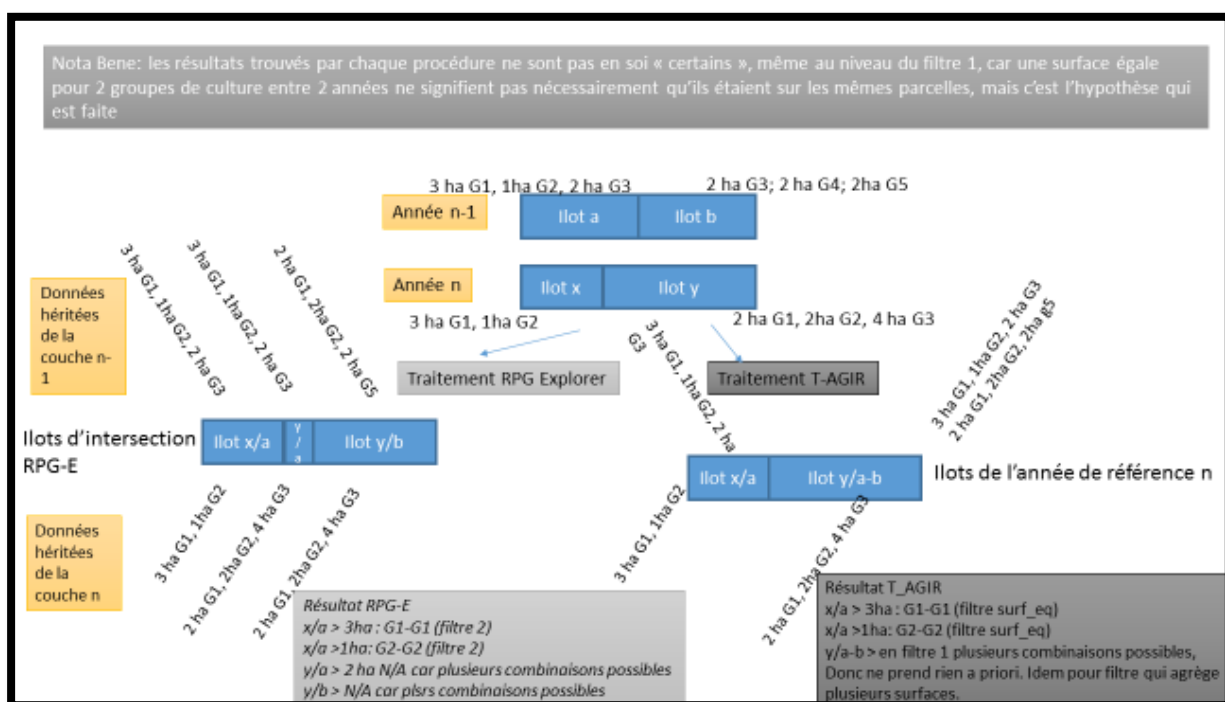 Nota Bene: les résultats trouvés par chaque procédure ne sont pas en soi « certains », même au niveau du filtre 1, car une surface égale
pour 2 groupes de culture entre 2 années ne signifient pas nécessairement qu'ils étaient sur les mêmes parcelles, mais c'est l'hypothèse qui
est faite
3 ha G1, 1ha G2, 2 ha G3
2 ha G3; 2 ha G4; 2ha G5
Année n-1
Ilot a
Ilot b
Année n
Ilot x
Ilot y
3 ha G1, 1ha G2
2 ha G1, 2ha G2, 4 ha G3
Données
héritées
de la
couche n-
1
3 ha G1, 1ha G2, 2 ha G3
3 ha G1, 1ha G2, 2 ha G3
2 ha G1, 2ha G2, 2 ha G5
Traitement RPG Explorer
Traitement T-AGIR
3 ha G1, 1ha G2, 2 ha
G3
3 ha G1, 1ha G2, 2 ha G3
2 ha G1, 2ha G2, 2ha g5
Ilots d'intersection
RPG-E
Ilot x/a
y
/
a
Ilot y/b
Ilot x/a
Ilot y/a-b
Ilots de l'année de référence n
Données
héritées
de la
couche n
3 ha G1, 1ha G2
2 ha G1, 2ha G2, 4 ha G3
2 ha G1, 2ha G2, 4 ha G3
3 ha G1, 1ha G2
2 ha G1, 2ha G2, 4 ha G3
Résultat RPG-E
x/a > 3ha : G1-G1 (filtre 2)
x/a >1ha: G2-G2 (filtre 2)
y/a > 2 ha N/A car plusieurs combinaisons possibles
y/b > N/A car plsrs combinaisons possibles
Résultat T_AGIR
x/a > 3ha : G1-G1 (filtre surf_eq)
x/a >1ha: G2-G2 (filtre surf_eq)
y/a-b > en filtre 1 plusieurs combinaisons possibles,
Donc ne prend rien a priori. Idem pour filtre qui agrège
plusieurs surfaces.